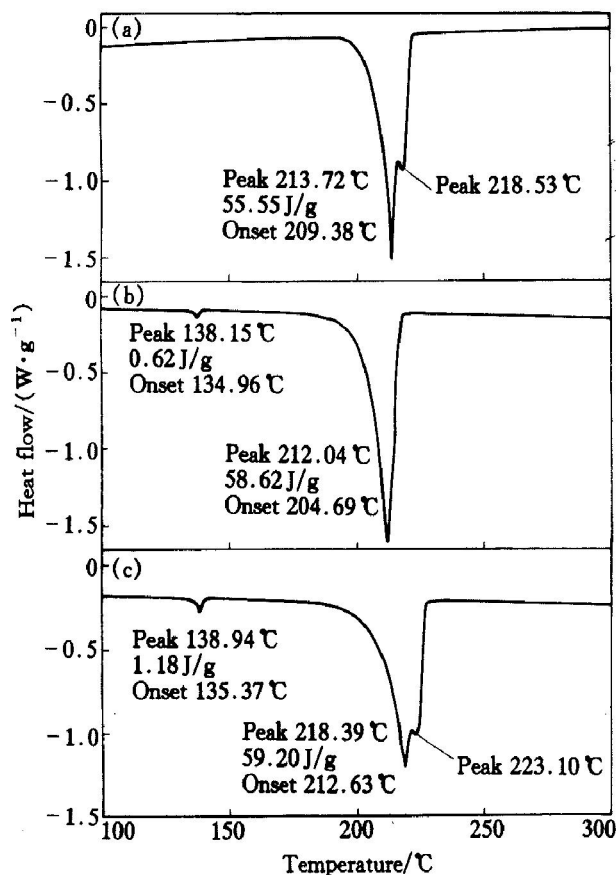 0
(a)
-0.5
-1.0
-1.5
Peak 213.72 ℃
55.55 J/g
Onset 209.38 ℃
Peak 218.53 ℃
0
(b)
-0.5
-1.0
-1.5
Peak 138.15 ℃
0.62 J/g
Onset 134.96 ℃
Peak 212.04 ℃
58.62 J/g
Onset 204.69 ℃
Heat flow/(W·g⁻¹)
0
(c)
-0.5
-1.0
-1.5
Peak 138.94 ℃
1.18 J/g
Onset 135.37 ℃
Peak 218.39 ℃
59.20 J/g
Onset 212.63 ℃
Peak 223.10 ℃
100 150 200 250 300
Temperature/℃